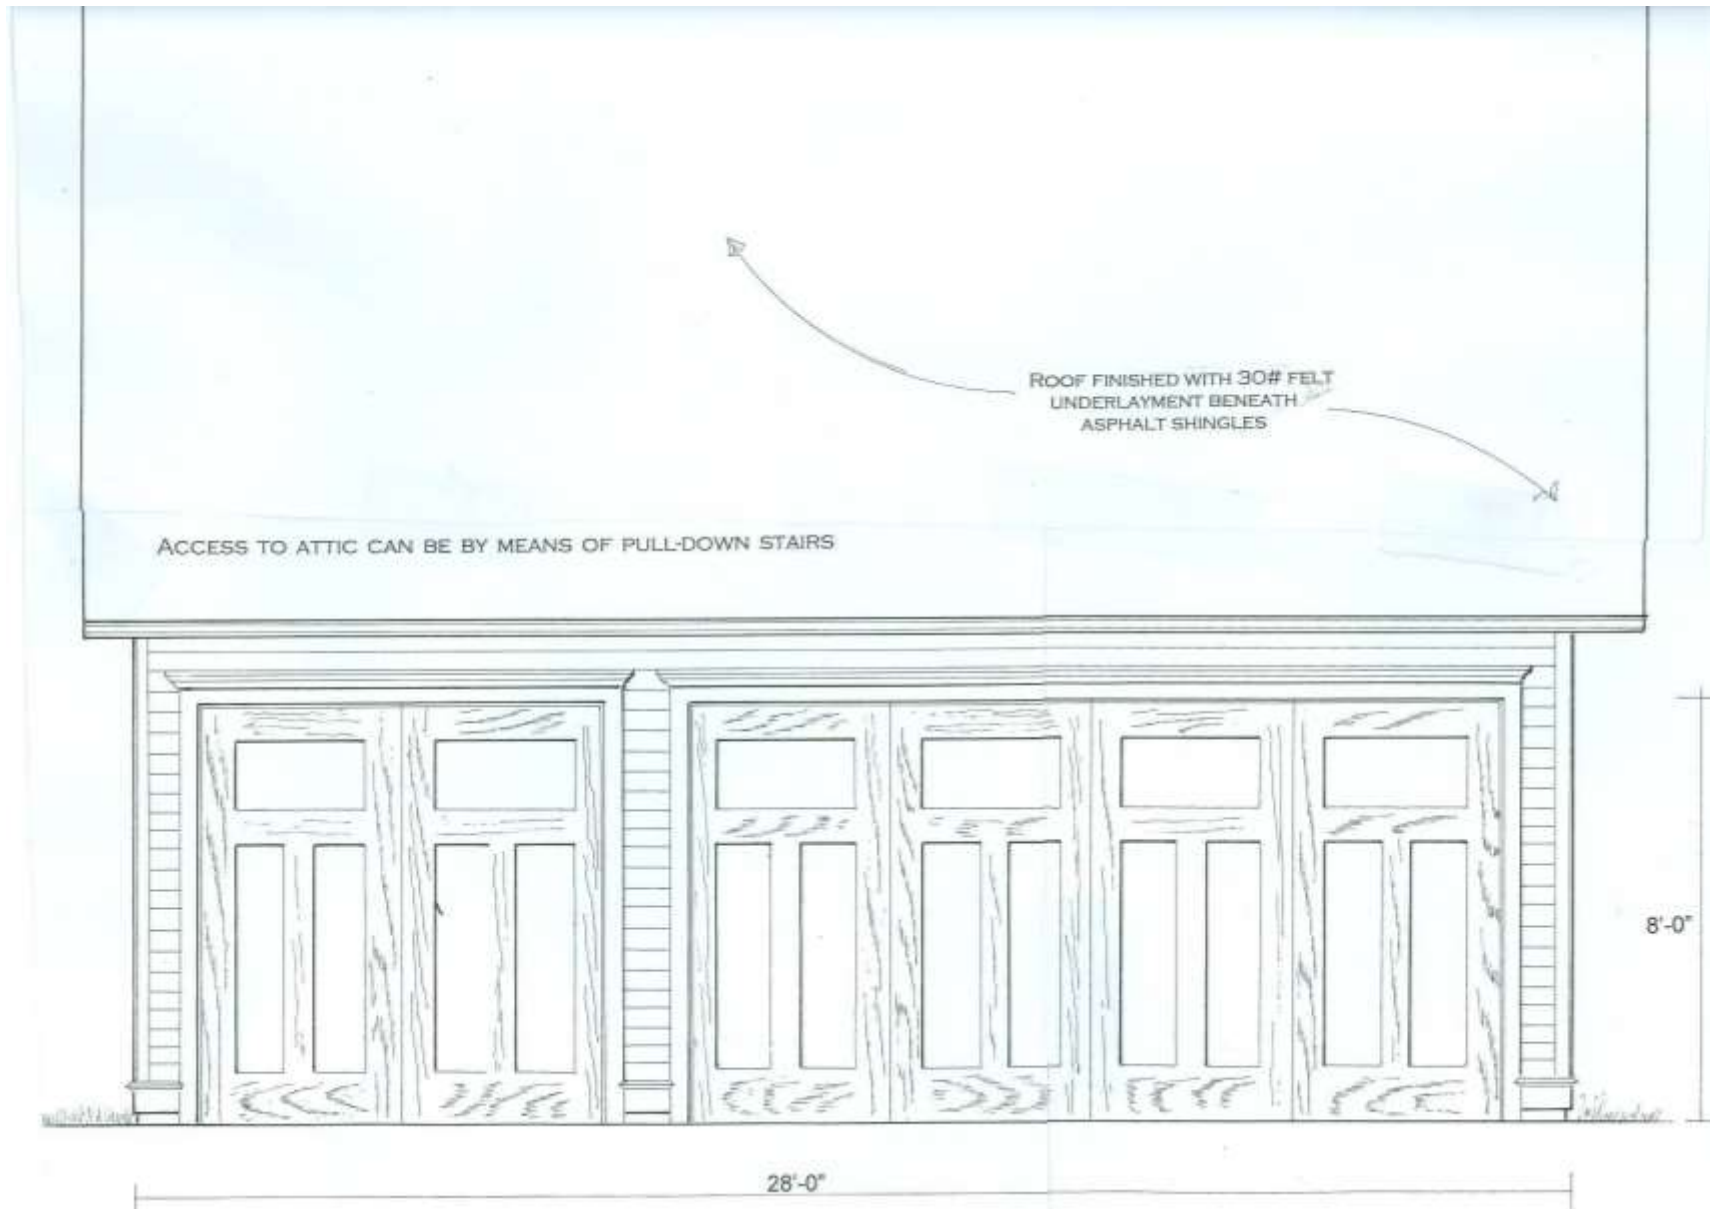 ROOF FINISHED WITH 30# FELT
UNDERLAYMENT BENEATH
ASPHALT SHINGLES
ACCESS TO ATTIC CAN BE BY MEANS OF PULL-DOWN STAIRS
8'-0"
28'-0"